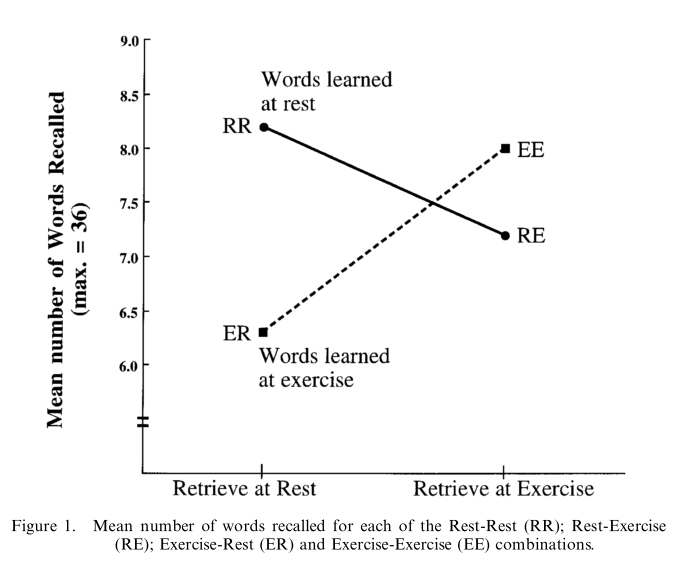 9.0
8.5
8.0
7.5
7.0
6.5
6.0
Mean number of Words Recalled
(max. = 36)
Words learned
at rest
RR
EE
RE
ER
Words learned
at exercise
Retrieve at Rest
Retrieve at Exercise
Figure 1. Mean number of words recalled for each of the Rest-Rest (RR); Rest-Exercise
(RE); Exercise-Rest (ER) and Exercise-Exercise (EE) combinations.